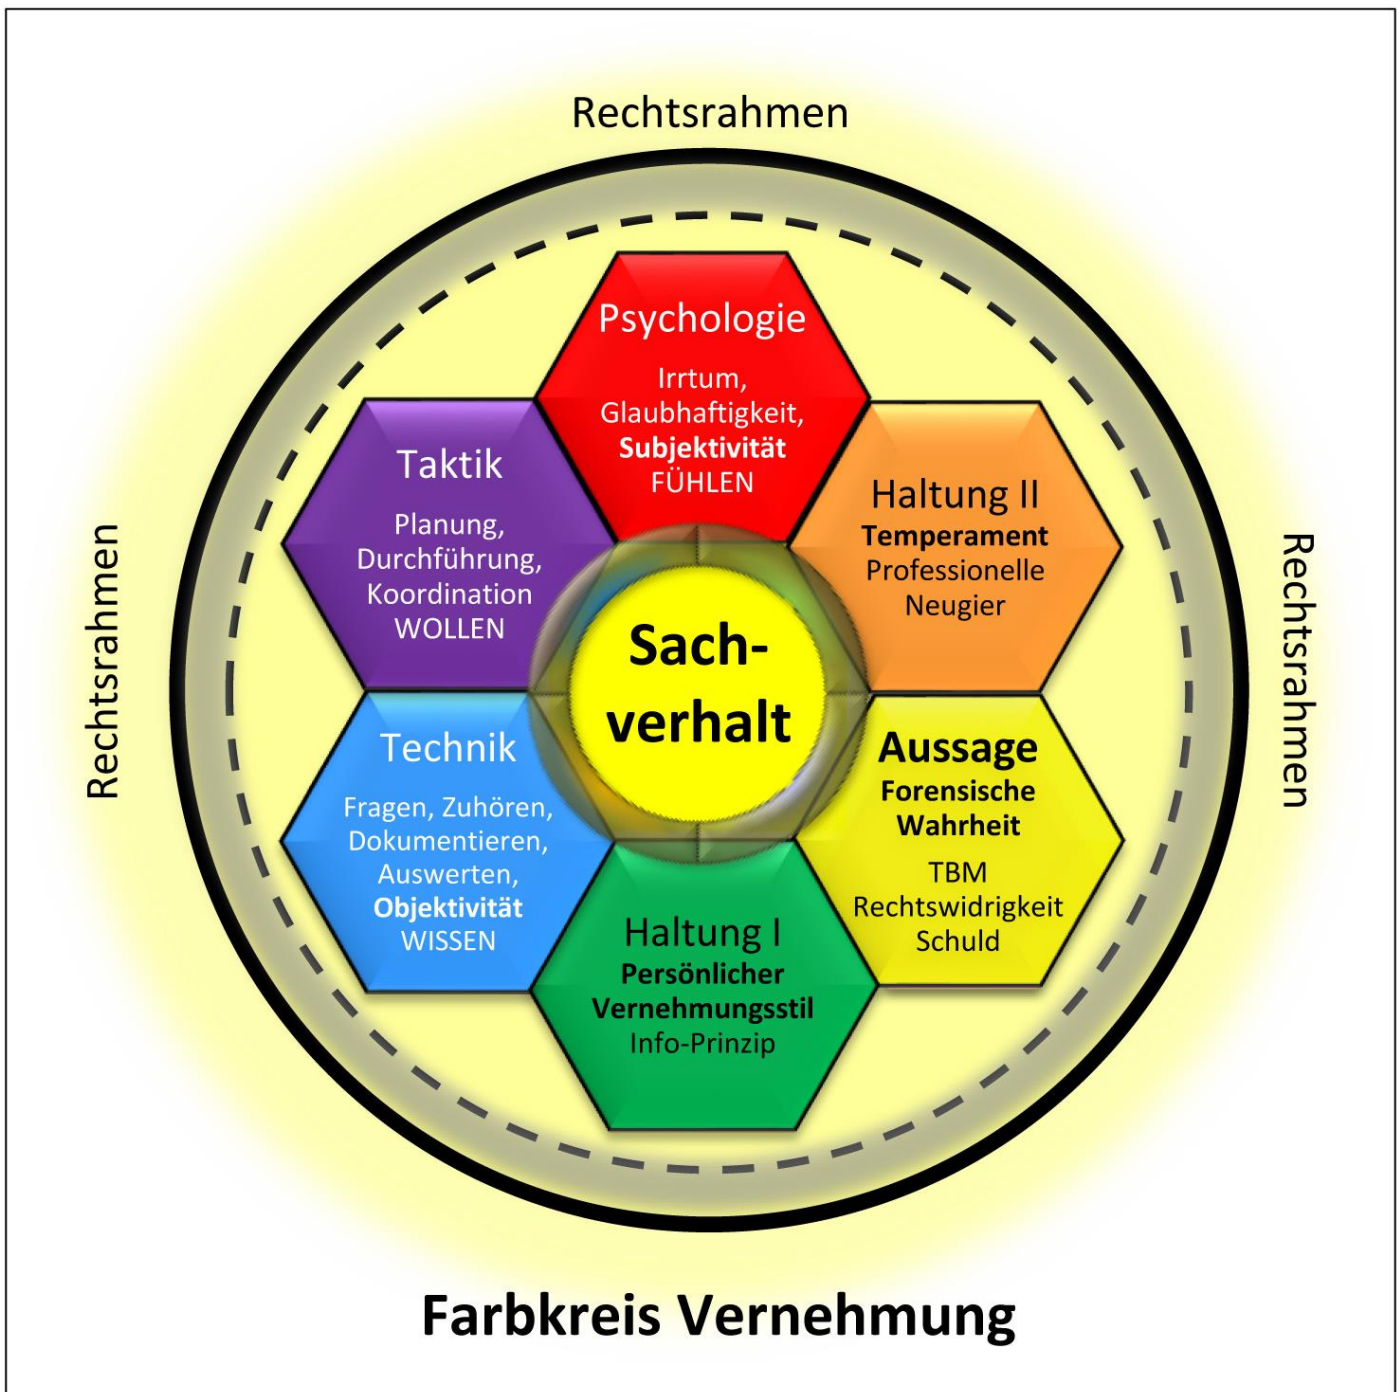 Rechtsrahmen
Psychologie
Irrtum,
Glaubhaftigkeit,
Subjektivität
FÜHLEN
Taktik
Planung,
Durchführung,
Koordination
WOLLEN
Haltung II
Temperament
Professionelle
Neugier
Rechtsrahmen
Sach-
verhalt
Rechtsrahmen
Technik
Fragen, Zuhören,
Dokumentieren,
Auswerten,
Objektivität
WISSEN
Aussage
Forensische
Wahrheit
TBM
Rechtswidrigkeit
Schuld
Haltung I
Persönlicher
Vernehmungsstil
Info-Prinzip
Farbkreis Vernehmung